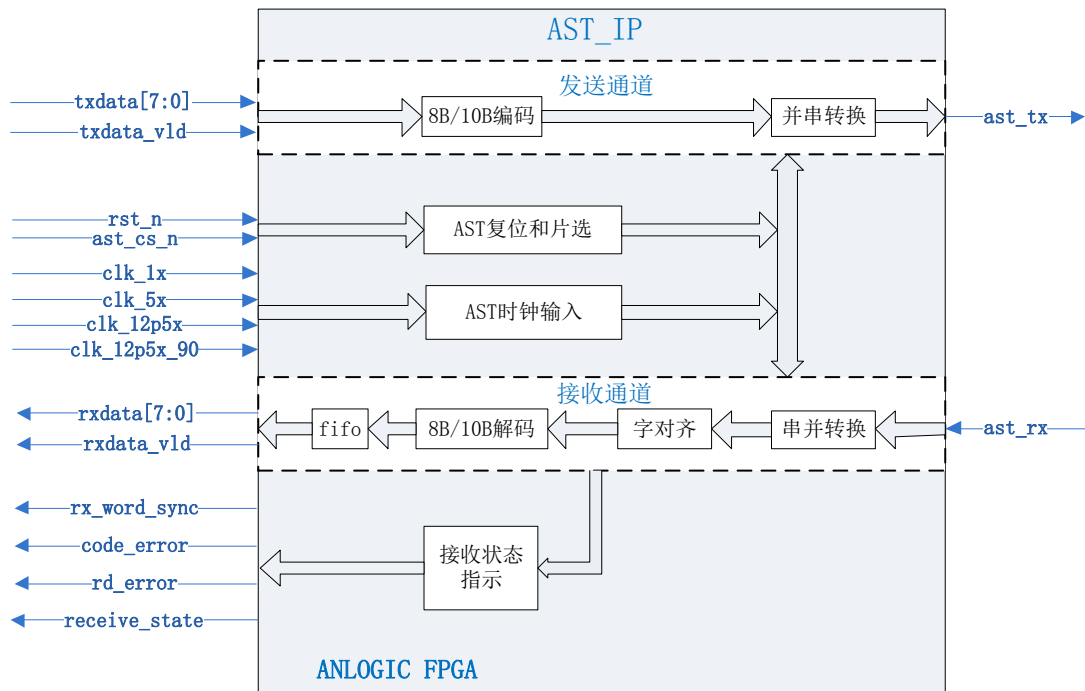 AST_IP
发送通道
txdata[7:0]
8B/10B编码
并串转换
ast_tx
txdata_vld
rst_n
AST复位和片选
ast_cs_n
clk_1x
clk_5x
AST时钟输入
clk_12p5x
clk_12p5x_90
接收通道
rxdata[7:0]
fifo
8B/10B解码
字对齐
串并转换
ast_rx
rxdata_vld
rx_word_sync
code_error
接收状态
指示
rd_error
receive_state
ANLOGIC FPGA